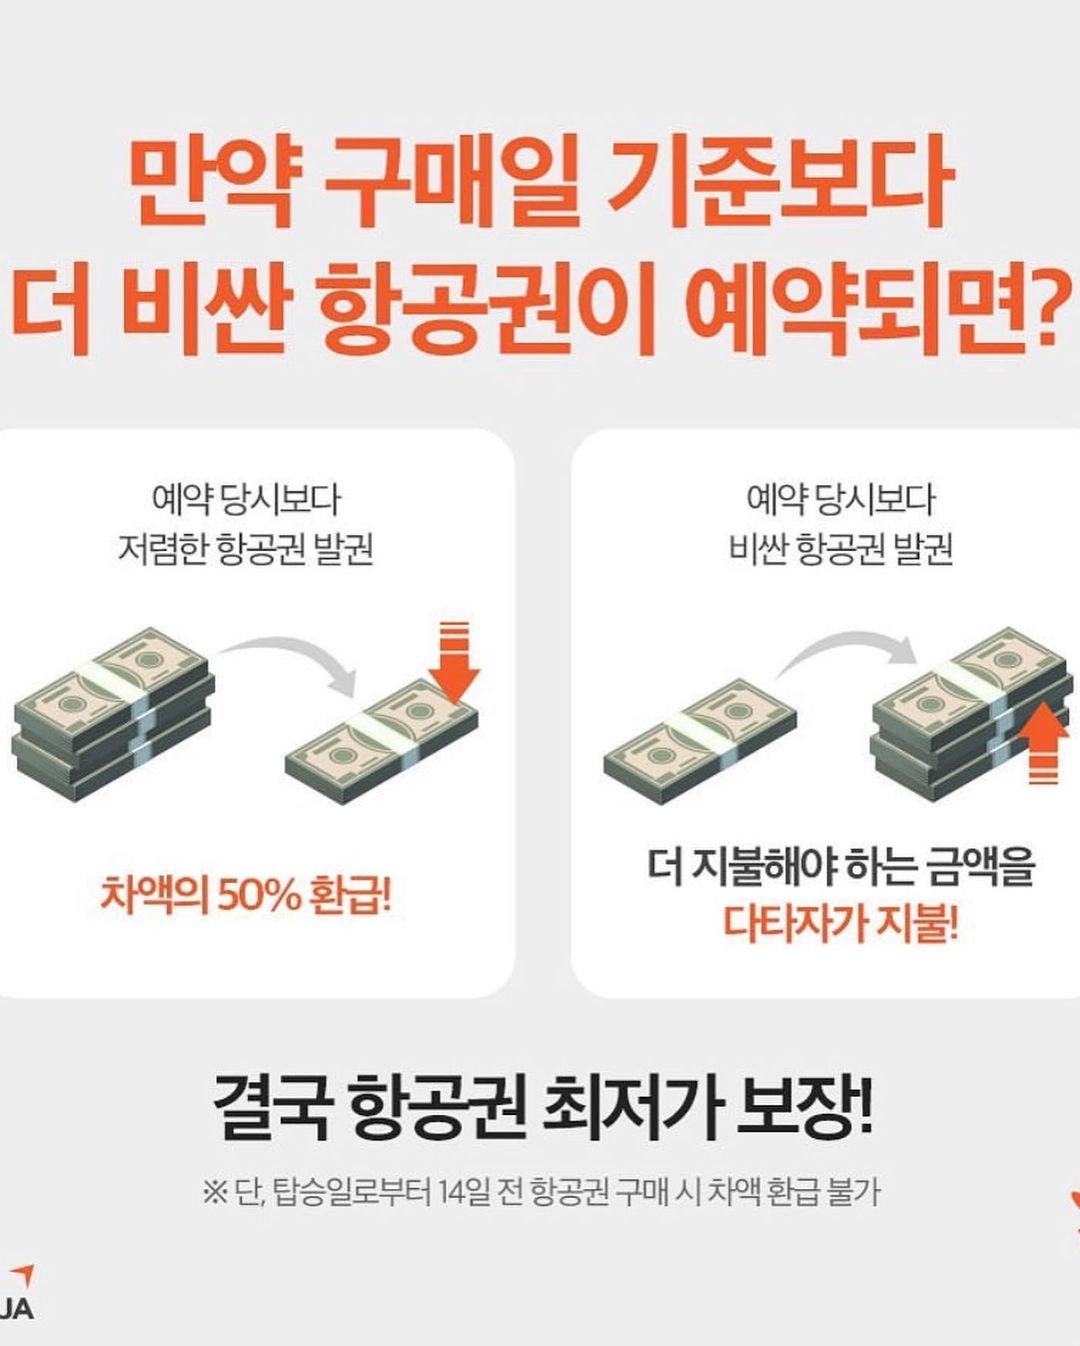 만약 구매일 기준보다
더 비싼 항공권이 예약되면?
예약 당시보다
저렴한 항공권 발권
차액의 50% 환급!
예약 당시보다
비싼 항공권 발권
더 지불해야 하는 금액을
다타자가 지불!
결국 항공권 최저가 보장!
※ 단, 탑승일로부터 14일 전 항공권 구매 시 차액 환급 불가
JA